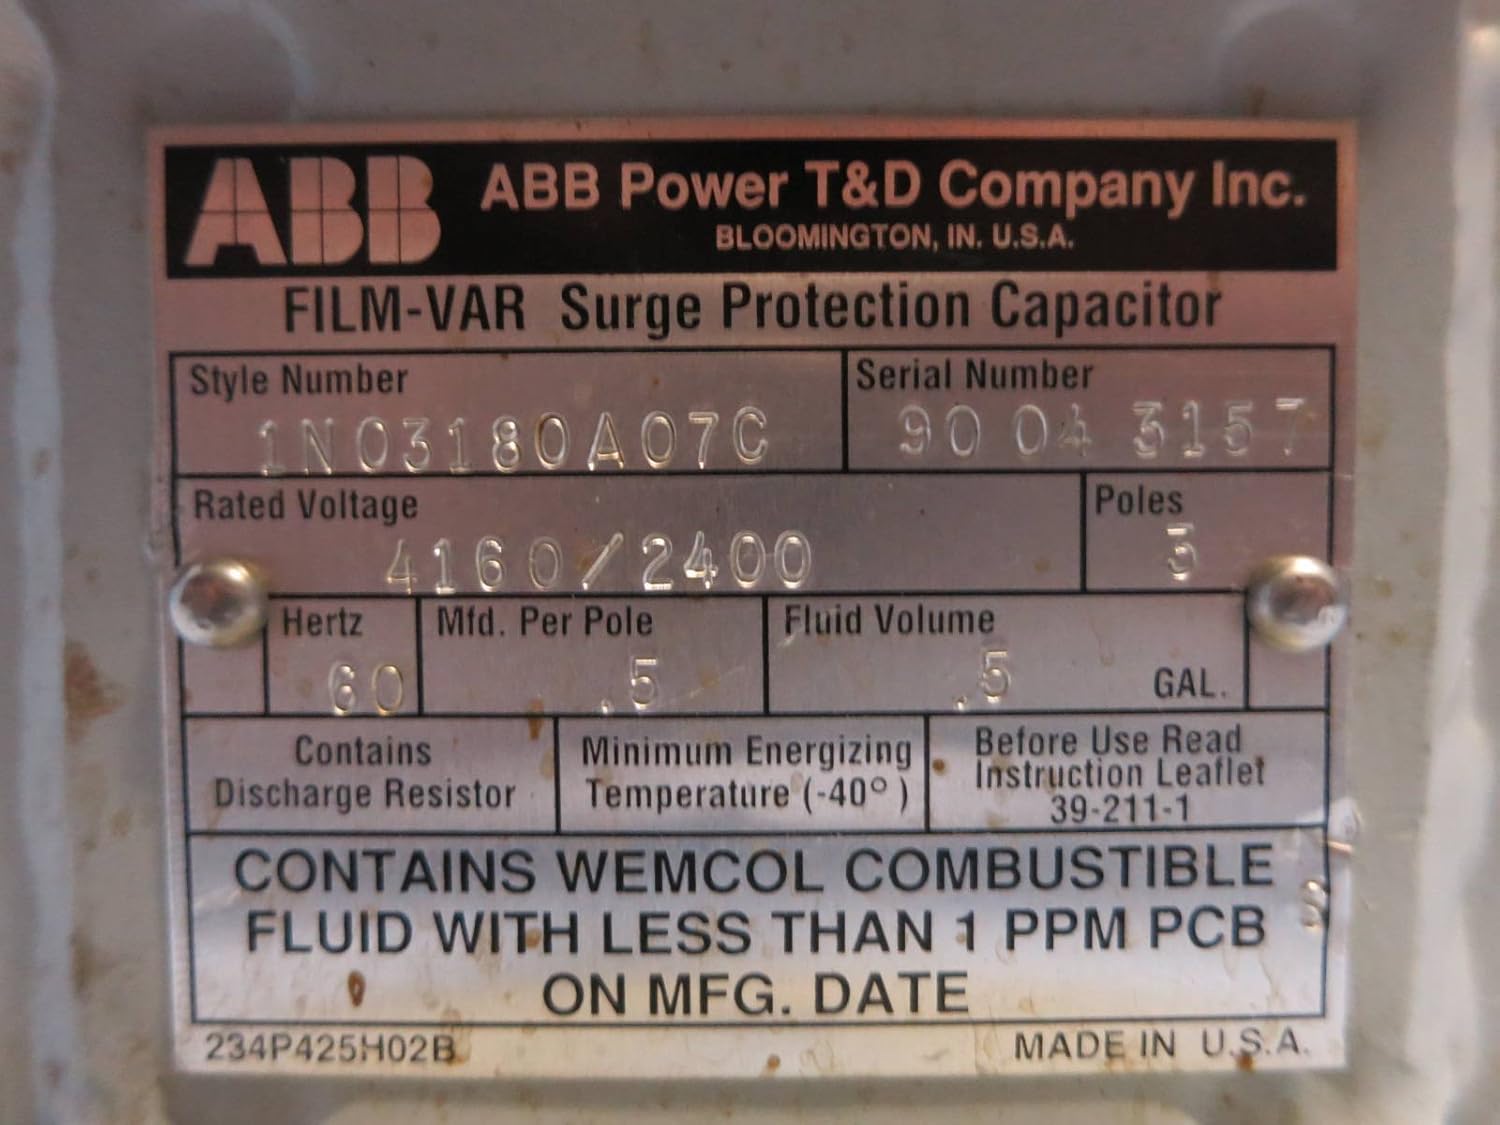 ABB ABB Power T&D Company Inc.
BLOOMINGTON, IN. U.S.A.
FILM-VAR Surge Protection Capacitor
Style Number Serial Number
1N03180A07C 90 04 3157
Rated Voltage Poles
4160/2400 3
Hertz Mfd. Per Pole Fluid Volume
60 .5 .5 GAL.
Contains Minimum Energizing Before Use Read
Discharge Resistor Temperature (-40°) Instruction Leaflet
39-211-1
CONTAINS WEMCOL COMBUSTIBLE
FLUID WITH LESS THAN 1 PPM PCB
ON MFG. DATE
234P425H02B MADE IN U.S.A.